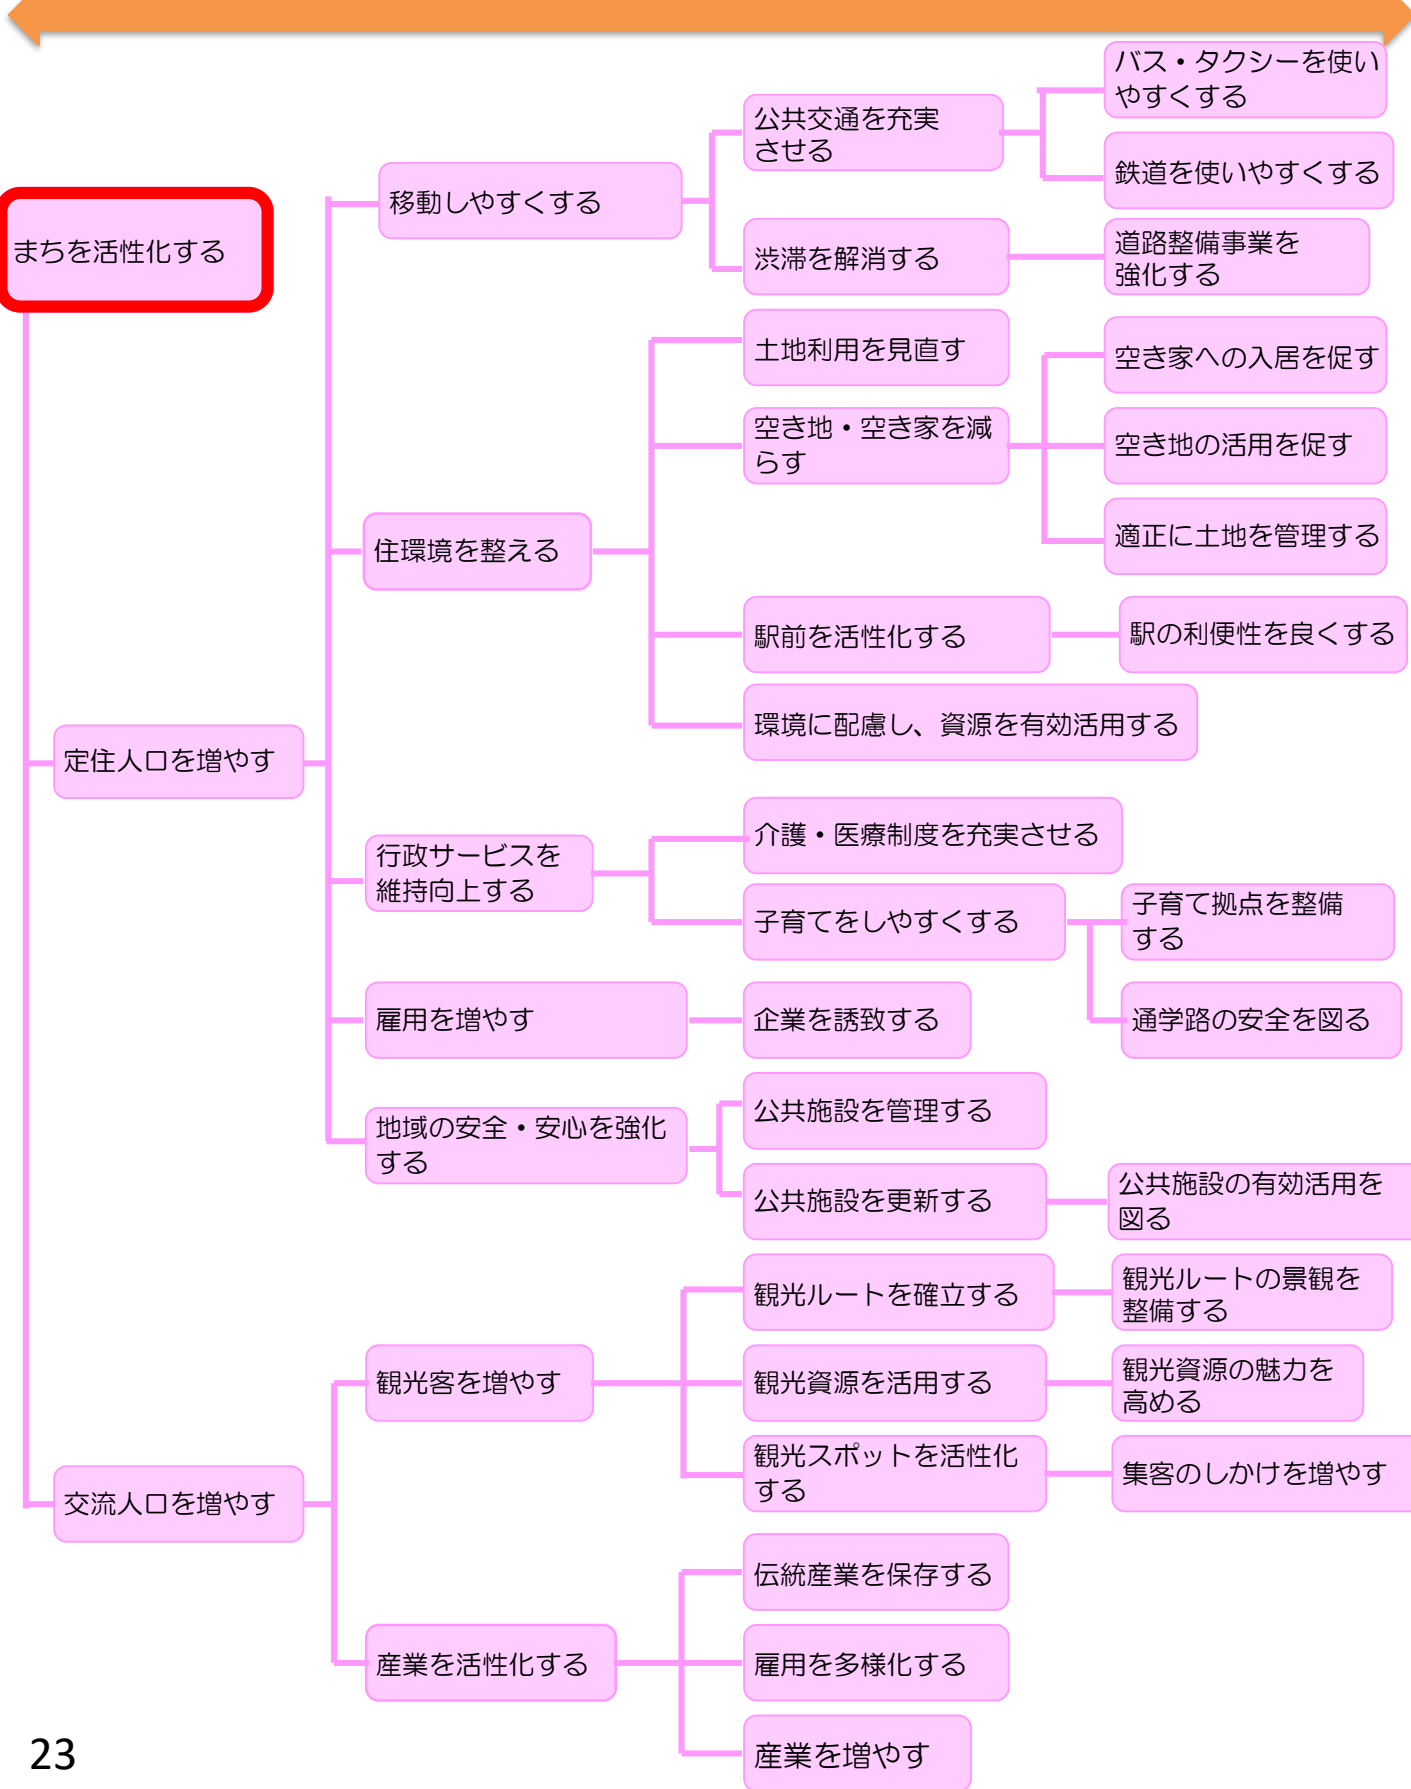 バス・タクシーを使い
やすくする
公共交通を充実
させる
鉄道を使いやすくする
移動しやすくする
まちを活性化する
渋滞を解消する
道路整備事業を
強化する
土地利用を見直す
空き家への入居を促す
空き地・空き家を減
らす
空き地の活用を促す
住環境を整える
適正に土地を管理する
駅前を活性化する
駅の利便性を良くする
環境に配慮し、資源を有効活用する
定住人口を増やす
介護・医療制度を充実させる
行政サービスを
維持向上する
子育てをしやすくする
子育て拠点を整備
する
雇用を増やす
企業を誘致する
通学路の安全を図る
公共施設を管理する
地域の安全・安心を強化
する
公共施設を更新する
公共施設の有効活用を
図る
観光ルートを確立する
観光ルートの景観を
整備する
観光客を増やす
観光資源を活用する
観光資源の魅力を
高める
観光スポットを活性化
する
集客のしかけを増やす
交流人口を増やす
伝統産業を保存する
産業を活性化する
雇用を多様化する
産業を増やす
23